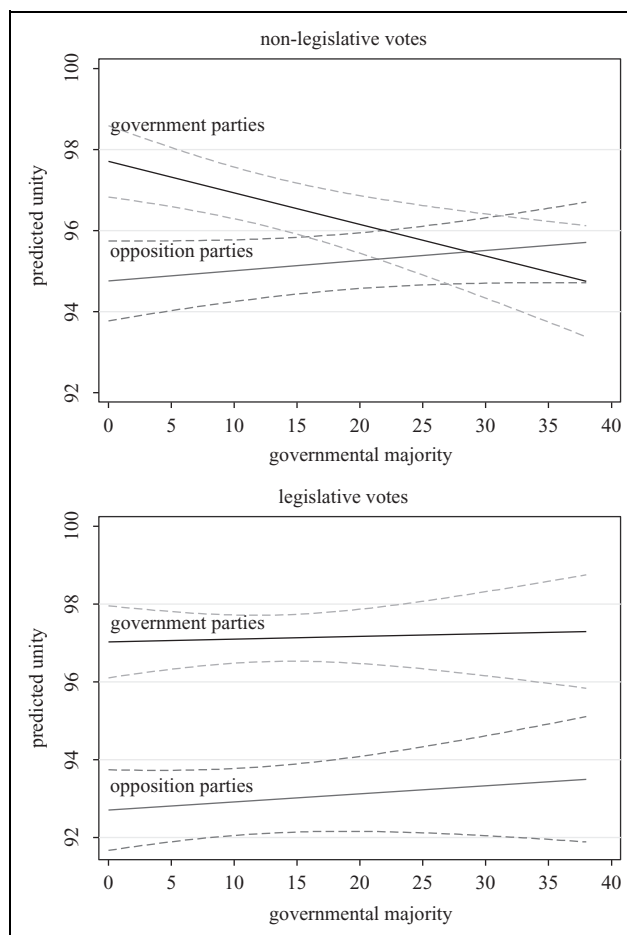 non-legislative votes
100
98
96
94
92
predicted unity
government parties
opposition parties
0 5 10 15 20 25 30 35 40
governmental majority
legislative votes
100
98
96
94
92
predicted unity
government parties
opposition parties
0 5 10 15 20 25 30 35 40
governmental majority